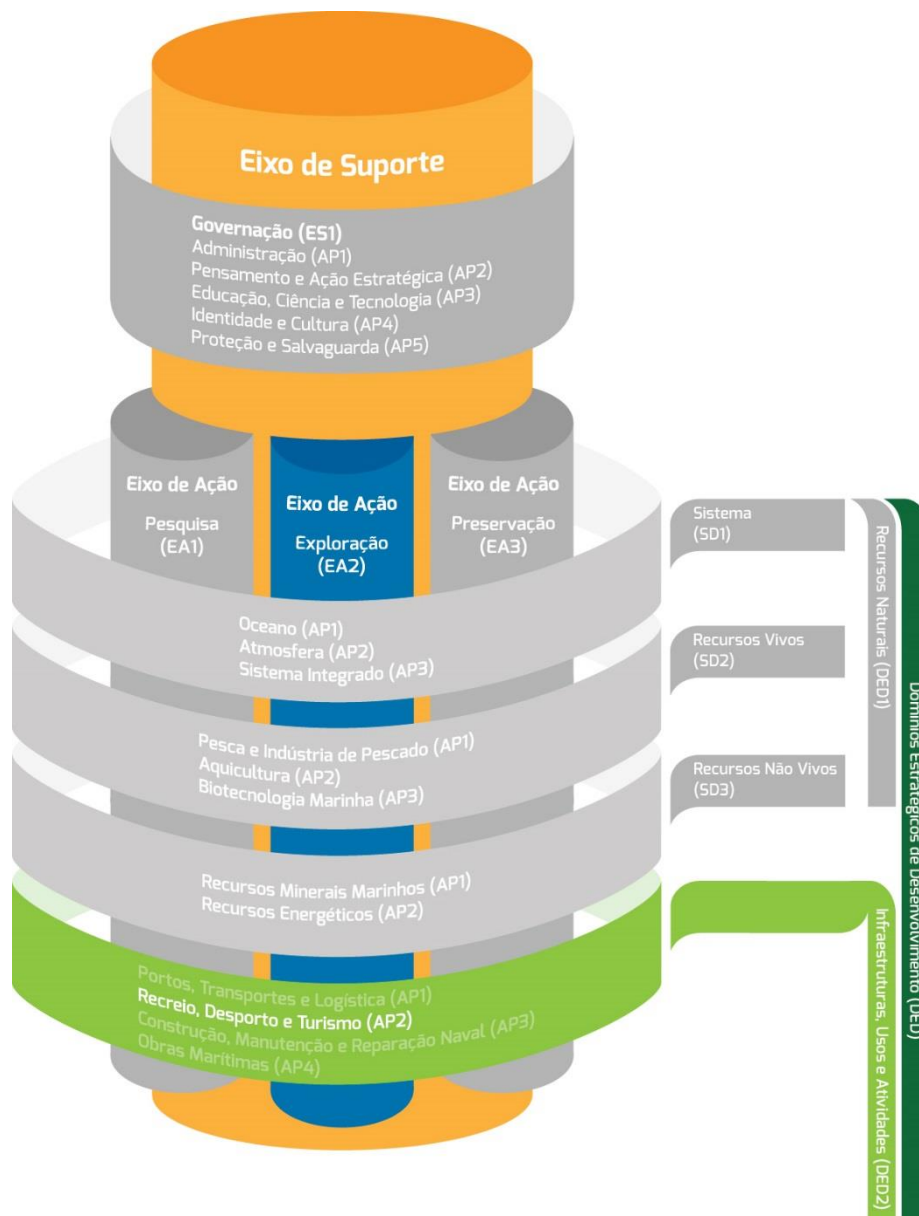 Eixo de Suporte
Governação (ES1)
Administração (AP1)
Pensamento e Ação Estratégica (AP2)
Educação, Ciência e Tecnologia (AP3)
Identidade e Cultura (AP4)
Proteção e Salvaguarda (AP5)
Eixo de Ação
Pesquisa
(EA1)
Eixo de Ação
Exploração
(EA2)
Eixo de Ação
Preservação
(EA3)
Oceano (AP1)
Atmosfera (AP2)
Sistema Integrado (AP3)
Pesca e Indústria de Pescado (AP1)
Aquicultura (AP2)
Biotecnologia Marinha (AP3)
Recursos Minerais Marinhos (AP1)
Recursos Energéticos (AP2)
Portos, Transportes e Logística (AP1)
Recreio, Desporto e Turismo (AP2)
Construção, Manutenção e Reparação Naval (AP3)
Obras Marítimas (AP4)
Sistema
(SD1)
Recursos Vivos
(SD2)
Recursos Não Vivos
(SD3)
Recursos Naturais (DED1)
Infraestruturas, Usos e Atividades (DED2)
Domínios Estratégicos de Desenvolvimento (DED)